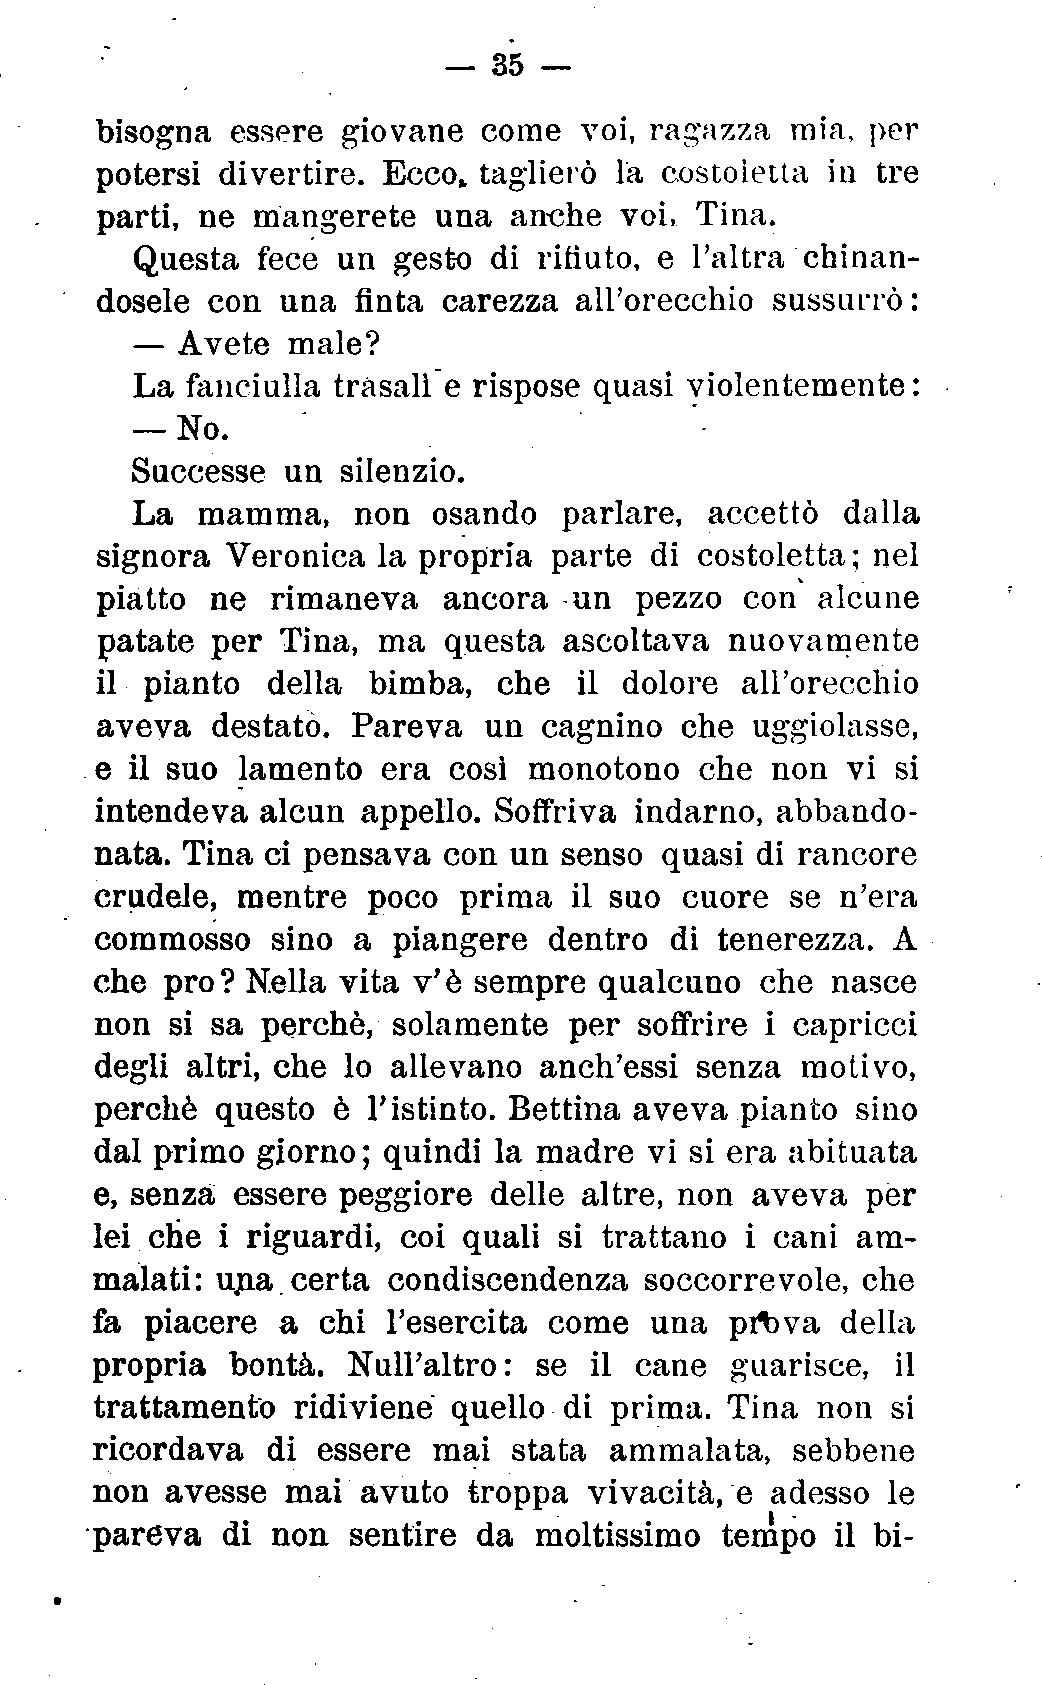 — 35 —
bisogna essere giovane come voi, ragazza mia, per
potersi divertire. Ecco, taglierò la costoletta in tre
parti, ne mangerete una anche voi, Tina.
Questa fece un gesto di rifiuto, e l'altra chinan-
dosele con una finta carezza all'orecchio sussurrò:
— Avete male?
La fanciulla trasalì e rispose quasi violentemente:
— No.
Successe un silenzio.
La mamma, non osando parlare, accettò dalla
signora Veronica la propria parte di costoletta; nel
piatto ne rimaneva ancora un pezzo con alcune
patate per Tina, ma questa ascoltava nuovamente
il pianto della bimba, che il dolore all'orecchio
aveva destato. Pareva un cagnino che uggiolasse,
e il suo lamento era così monotono che non vi si
intendeva alcun appello. Soffriva indarno, abbando-
nata. Tina ci pensava con un senso quasi di rancore
crudele, mentre poco prima il suo cuore se n'era
commosso sino a piangere dentro di tenerezza. A
che pro? Nella vita v'è sempre qualcuno che nasce
non si sa perchè, solamente per soffrire i capricci
degli altri, che lo allevano anch'essi senza motivo,
perchè questo è l'istinto. Bettina aveva pianto sino
dal primo giorno; quindi la madre vi si era abituata
e, senza essere peggiore delle altre, non aveva per
lei che i riguardi, coi quali si trattano i cani am-
malati: una certa condiscendenza soccorrevole, che
fa piacere a chi l'esercita come una prova della
propria bontà. Null'altro: se il cane guarisce, il
trattamento ridiviene quello di prima. Tina non si
ricordava di essere mai stata ammalata, sebbene
non avesse mai avuto troppa vivacità, e adesso le
pareva di non sentire da moltissimo tempo il bi-